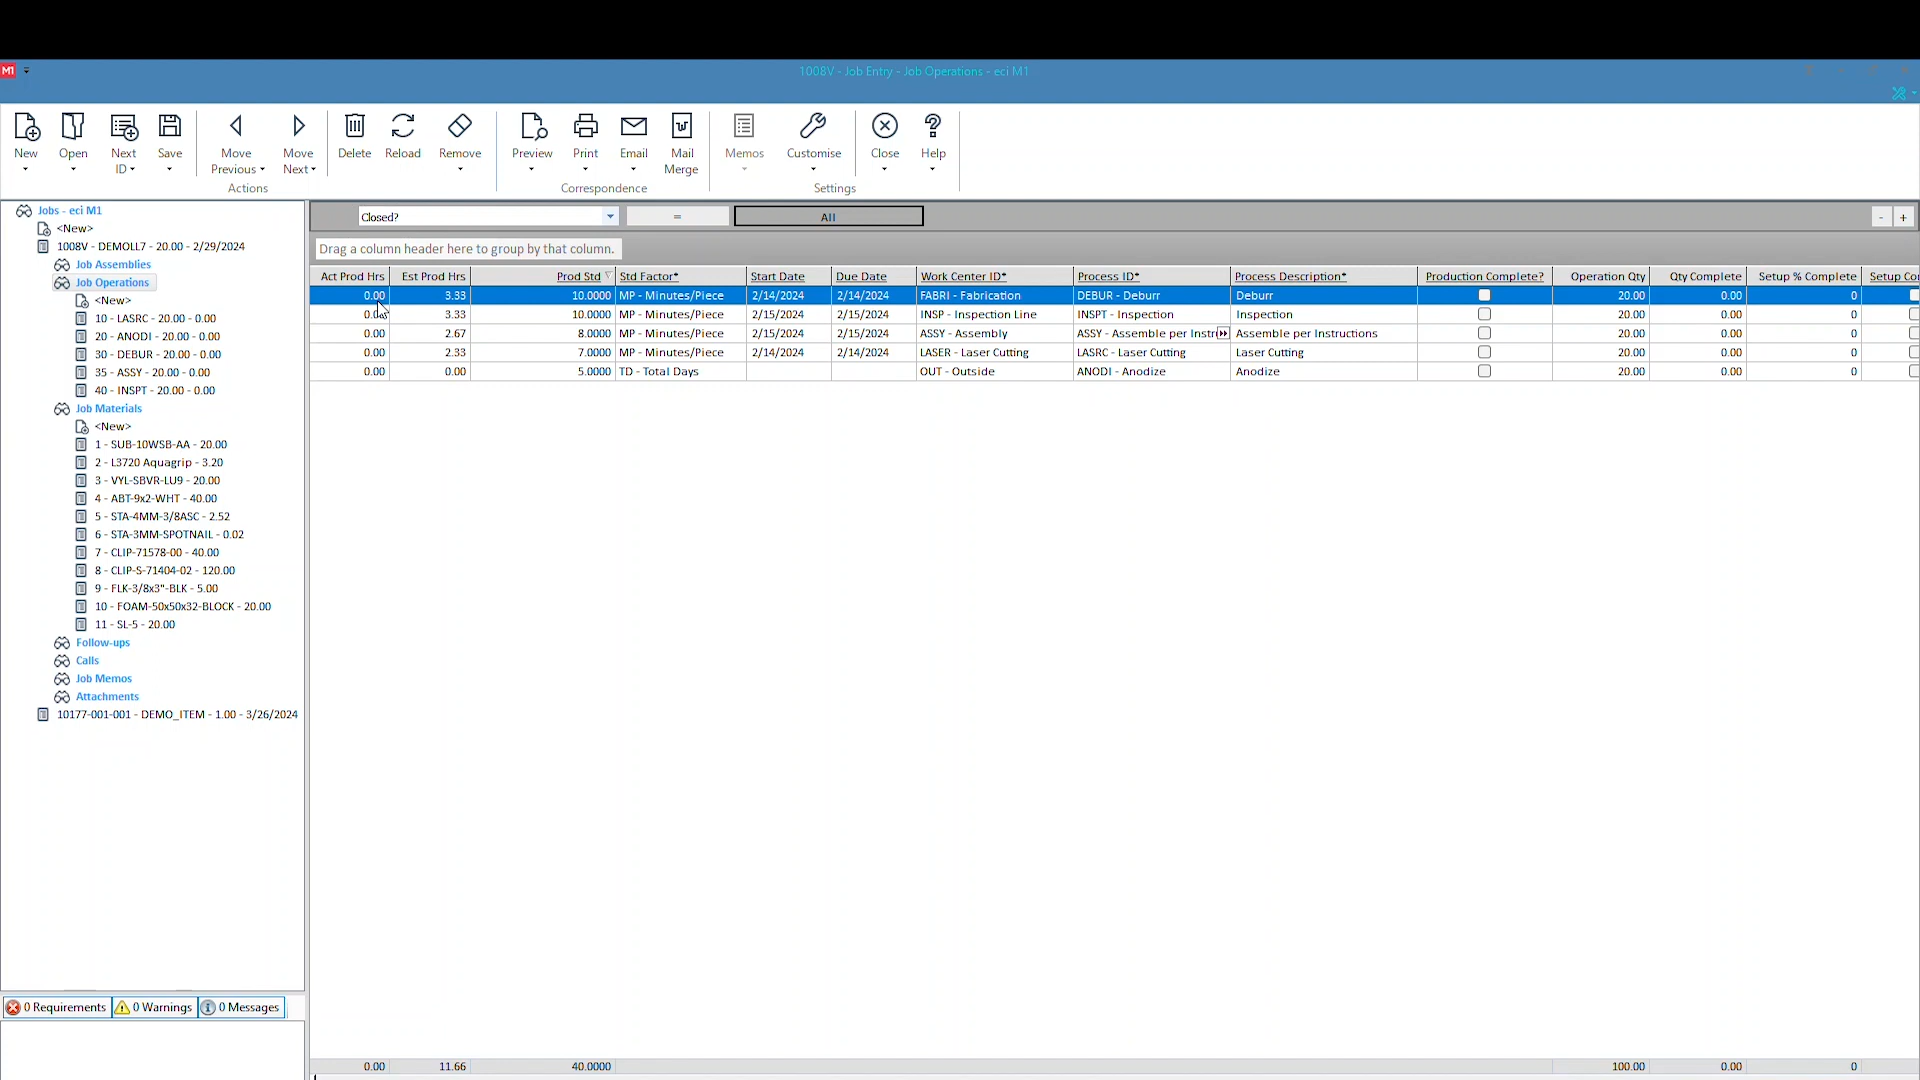 M1
1008V - Job Entry - Job Operations - eci M1
New
Open
Next ID
Save
Move Previous
Move Next
Delete
Reload
Remove
Preview
Print
Email
Mail Merge
Memos
Customise
Close
Help
Actions
Correspondence
Settings
Jobs - eci M1
<New>
1008V - DEMOLL7 - 20.00 - 2/29/2024
Job Assemblies
Job Operations
<New>
10 - LASRC - 20.00 - 0.00
20 - ANODI - 20.00 - 0.00
30 - DEBUR - 20.00 - 0.00
35 - ASSY - 20.00 - 0.00
40 - INSPT - 20.00 - 0.00
Job Materials
<New>
1 - SUB-10WSB-AA - 20.00
2 - L3720 Aquagrip - 3.20
3 - VYL-SBVR-LU9 - 20.00
4 - ABT-9x2-WHT - 40.00
5 - STA-4MM-3/8ASC - 2.52
6 - STA-3MM-SPOTNAIL - 0.02
7 - CLIP-71578-00 - 40.00
8 - CLIP-S-71404-02 - 120.00
9 - FLK-3/8x3"-BLK - 5.00
10 - FOAM-50x50x32-BLOCK - 20.00
11 - SL-5 - 20.00
Follow-ups
Calls
Job Memos
Attachments
10177-001-001 - DEMO_ITEM - 1.00 - 3/26/2024
0 Requirements 0 Warnings 0 Messages
Closed? = All - +
Drag a column header here to group by that column.
Act Prod Hrs Est Prod Hrs Prod Std Std Factor* Start Date Due Date Work Center ID* Process ID* Process Description* Production Complete? Operation Qty Qty Complete Setup % Complete Setup Co
0.00 3.33 10.0000 MP - Minutes/Piece 2/14/2024 2/14/2024 FABRI - Fabrication DEBUR - Deburr Deburr 20.00 0.00 0
0.00 3.33 10.0000 MP - Minutes/Piece 2/15/2024 2/15/2024 INSP - Inspection Line INSPT - Inspection Inspection 20.00 0.00 0
0.00 2.67 8.0000 MP - Minutes/Piece 2/15/2024 2/15/2024 ASSY - Assembly ASSY - Assemble per Instr Assemble per Instructions 20.00 0.00 0
0.00 2.33 7.0000 MP - Minutes/Piece 2/14/2024 2/14/2024 LASER - Laser Cutting LASRC - Laser Cutting Laser Cutting 20.00 0.00 0
0.00 0.00 5.0000 TD - Total Days OUT - Outside ANODI - Anodize Anodize 20.00 0.00 0
0.00 11.66 40.0000 100.00 0.00 0